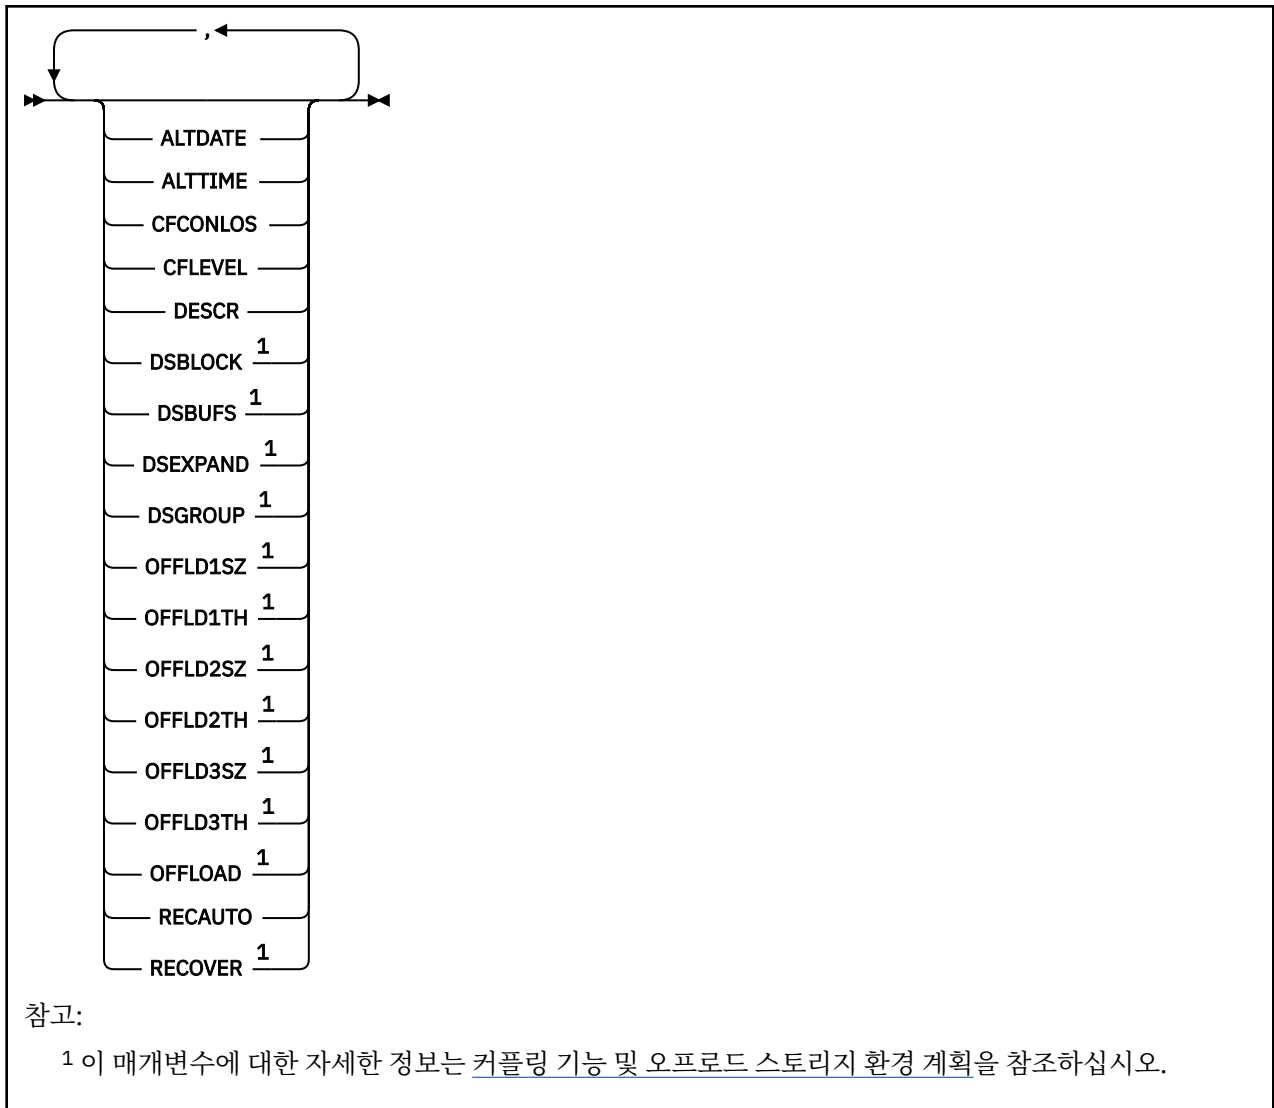 ,
ALTDATE
ALTTIME
CFCONLOS
CFLEVEL
DESCR
DSBLOCK 1
DSBUFS 1
DSEXPAND 1
DSGROUP 1
OFFLD1SZ 1
OFFLD1TH 1
OFFLD2SZ 1
OFFLD2TH 1
OFFLD3SZ 1
OFFLD3TH 1
OFFLOAD 1
RECAUTO
RECOVER 1
참고:
1 이 매개변수에 대한 자세한 정보는 커플링 기능 및 오프로드 스토리지 환경 계획을 참조하십시오.